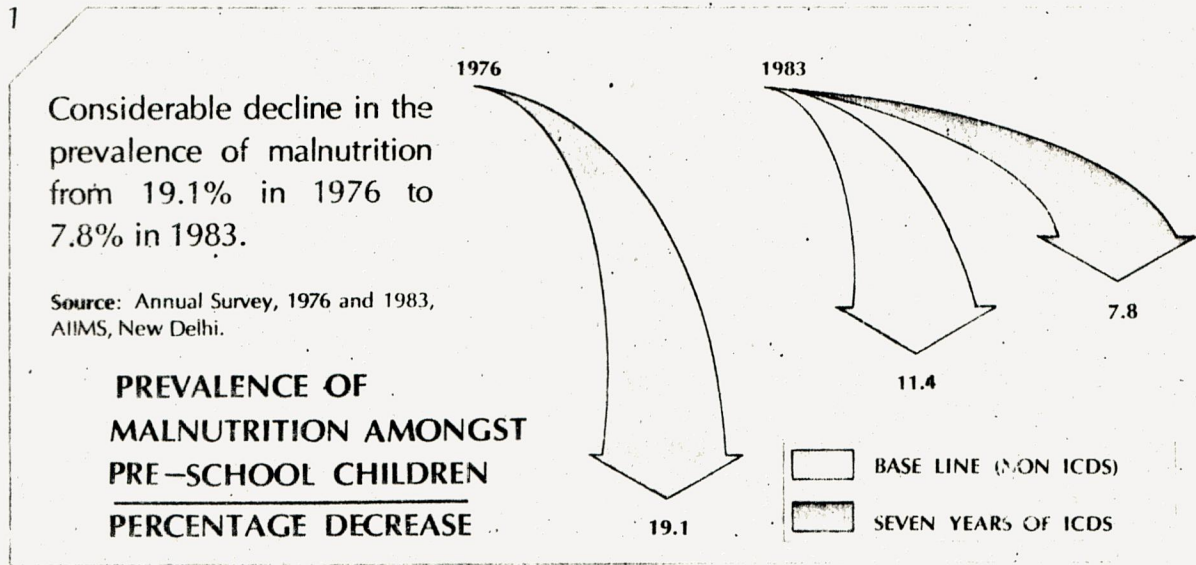 1
Considerable decline in the
prevalence of malnutrition
from 19.1% in 1976 to
7.8% in 1983.
Source: Annual Survey, 1976 and 1983,
AIIMS, New Delhi.
PREVALENCE OF
MALNUTRITION AMONGST
PRE-SCHOOL CHILDREN
PERCENTAGE DECREASE
1976
19.1
1983
11.4
7.8
BASE LINE (NON ICDS)
SEVEN YEARS OF ICDS